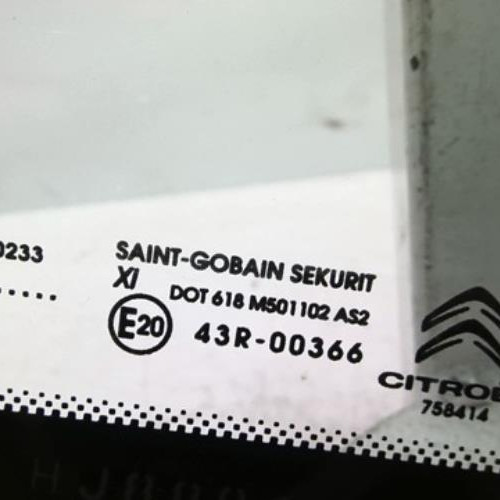 0233
SAINT-GOBAIN SEKURIT
XI
DOT 618 M501102 AS2
E20
43R-00366
CITROË
758414